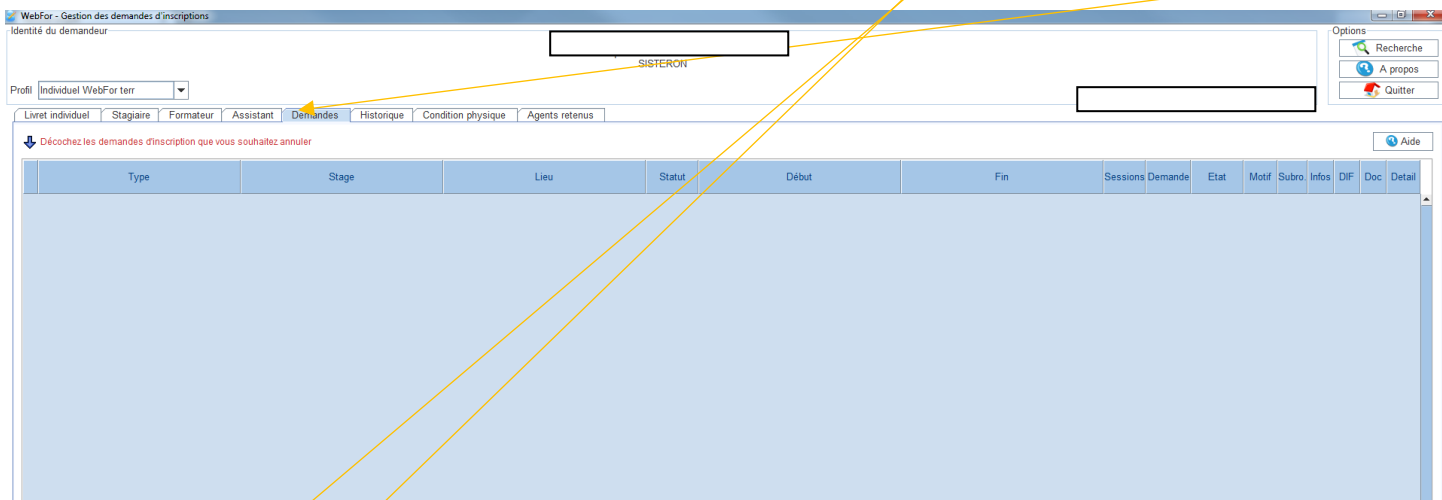 WebFor - Gestion des demandes d'inscriptions
Identité du demandeur
Options
SISTERON
Recherche
A propos
Quitter
Profil Individuel WebFor terr
Livret individuel Stagiaire Formateur Assistant Demandes Historique Condition physique Agents retenus
Décochez les demandes d'inscription que vous souhaitez annuler
Aide
Type Stage Lieu Statut Début Fin Sessions Demande Etat Motif Subro. Infos DIF Doc Detail